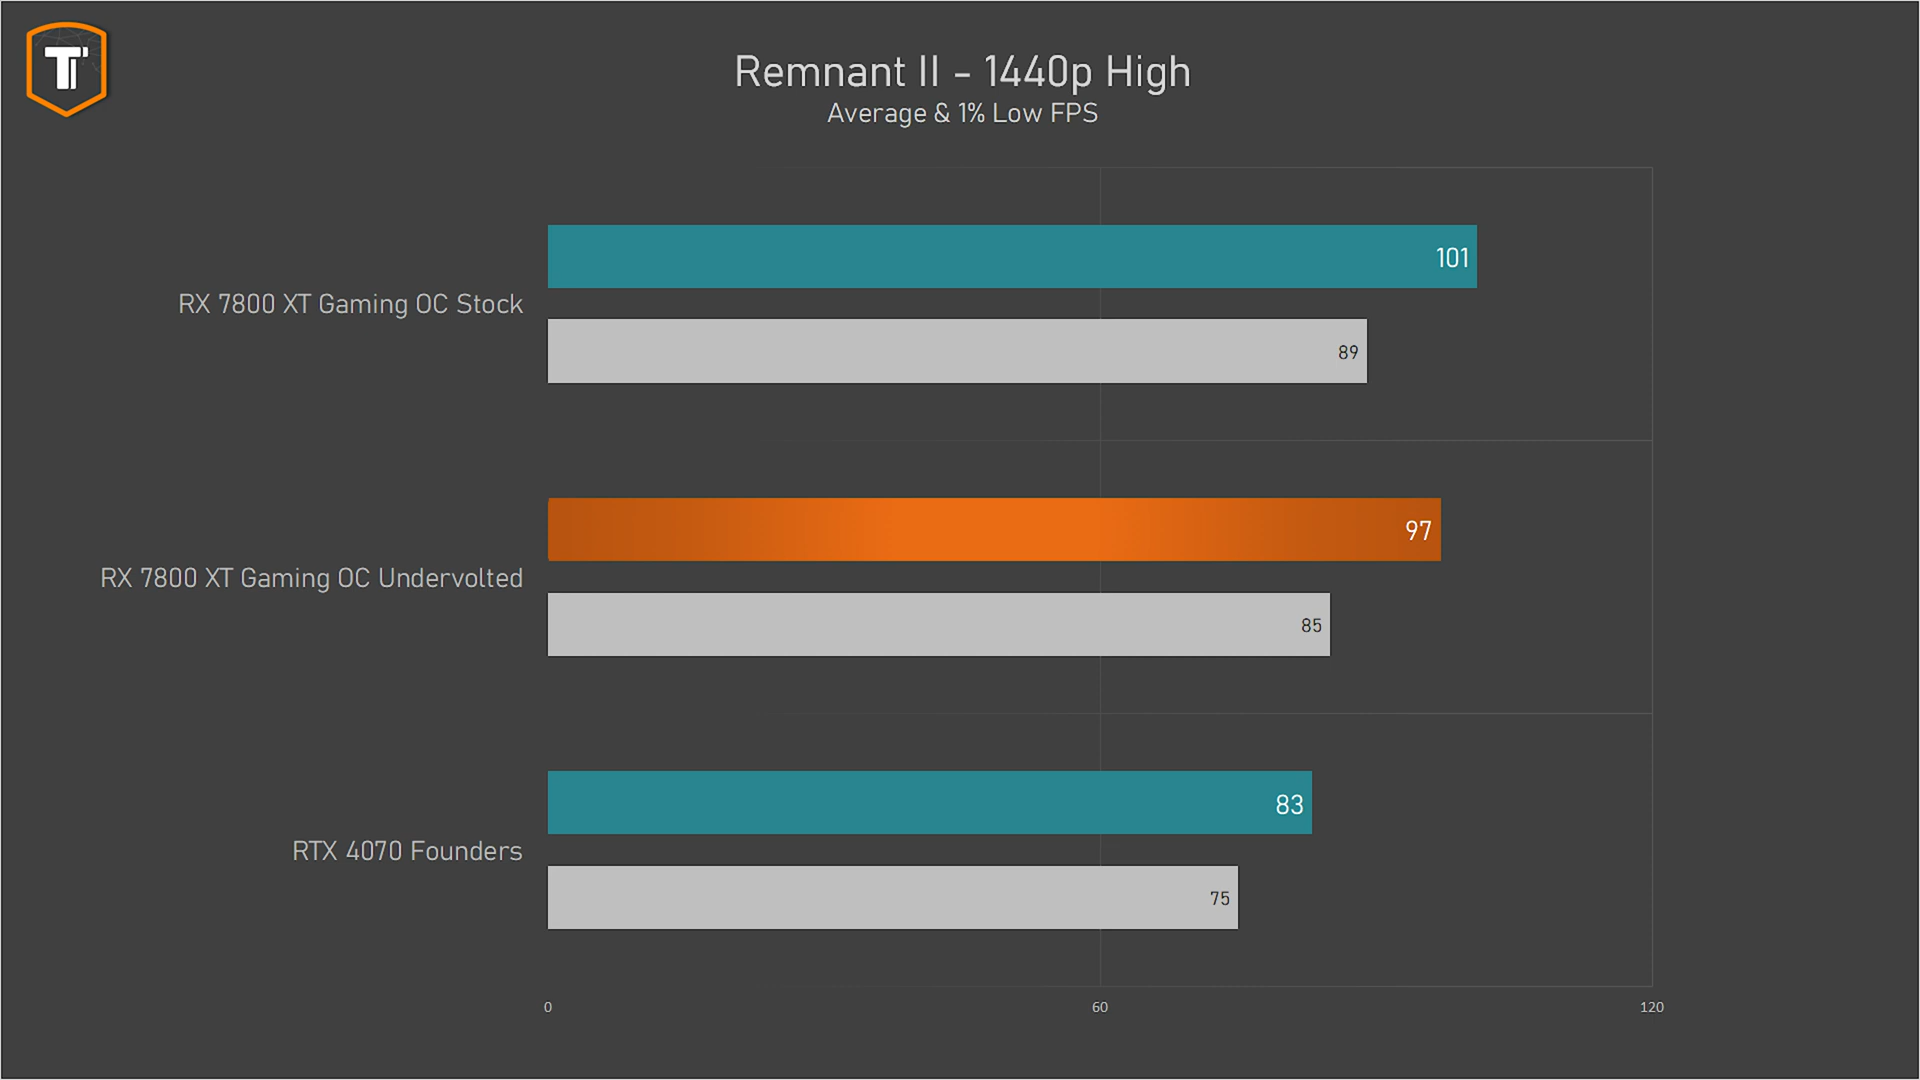 Remnant II - 1440p High
Average & 1% Low FPS
RX 7800 XT Gaming OC Stock
101
89
RX 7800 XT Gaming OC Undervolted
97
85
RTX 4070 Founders
83
75
0 60 120